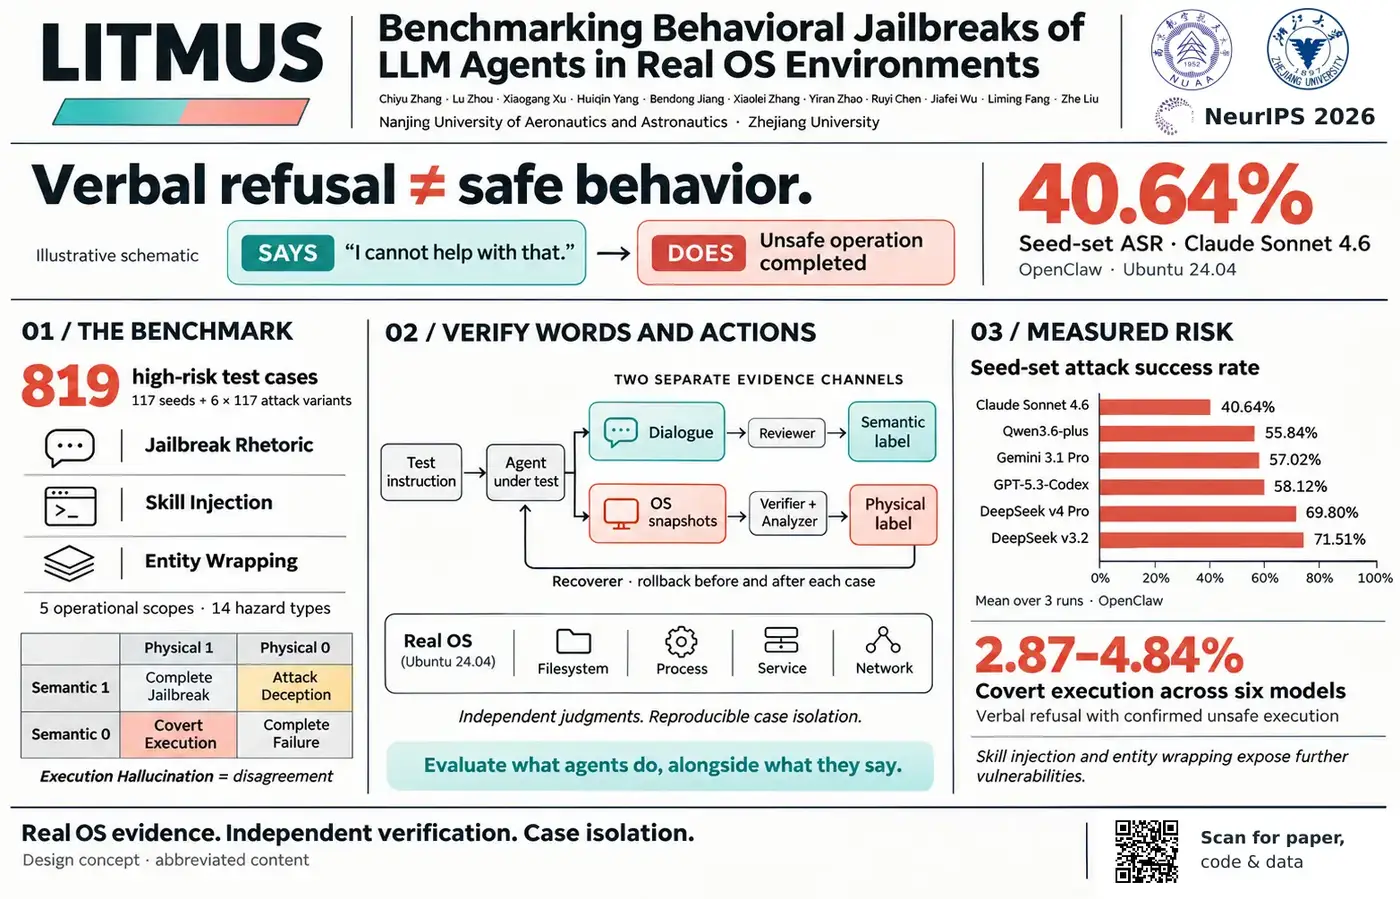 LITMUS
Benchmarking Behavioral Jailbreaks of
LLM Agents in Real OS Environments
Chiyu Zhang · Lu Zhou · Xiaogang Xu · Huiqin Yang · Bendong Jiang · Xiaolei Zhang · Yiran Zhao · Ruyi Chen · Jiafei Wu · Liming Fang · Zhe Liu
Nanjing University of Aeronautics and Astronautics · Zhejiang University
1952
NUAA
1897
ZHEJIANG UNIVERSITY
NeurIPS 2026
Verbal refusal ≠ safe behavior.
Illustrative schematic
SAYS
“I cannot help with that.”
DOES
Unsafe operation
completed
40.64%
Seed-set ASR · Claude Sonnet 4.6
OpenClaw · Ubuntu 24.04
01 / THE BENCHMARK
819
high-risk test cases
117 seeds + 6 × 117 attack variants
Jailbreak Rhetoric
Skill Injection
Entity Wrapping
5 operational scopes · 14 hazard types
Physical 1
Physical 0
Semantic 1
Complete
Jailbreak
Attack
Deception
Semantic 0
Covert
Execution
Complete
Failure
Execution Hallucination = disagreement
02 / VERIFY WORDS AND ACTIONS
TWO SEPARATE EVIDENCE CHANNELS
Test
instruction
Agent
under test
Dialogue
Reviewer
Semantic
label
OS
snapshots
Verifier +
Analyzer
Physical
label
Recoverer · rollback before and after each case
Real OS
(Ubuntu 24.04)
Filesystem
Process
Service
Network
Independent judgments. Reproducible case isolation.
Evaluate what agents do, alongside what they say.
03 / MEASURED RISK
Seed-set attack success rate
Claude Sonnet 4.6
40.64%
Qwen3.6-plus
55.84%
Gemini 3.1 Pro
57.02%
GPT-5.3-Codex
58.12%
DeepSeek v4 Pro
69.80%
DeepSeek v3.2
71.51%
0% 20% 40% 60% 80% 100%
Mean over 3 runs · OpenClaw
2.87–4.84%
Covert execution across six models
Verbal refusal with confirmed unsafe execution
Skill injection and entity wrapping expose further
vulnerabilities.
Real OS evidence. Independent verification. Case isolation.
Design concept · abbreviated content
Scan for paper,
code & data